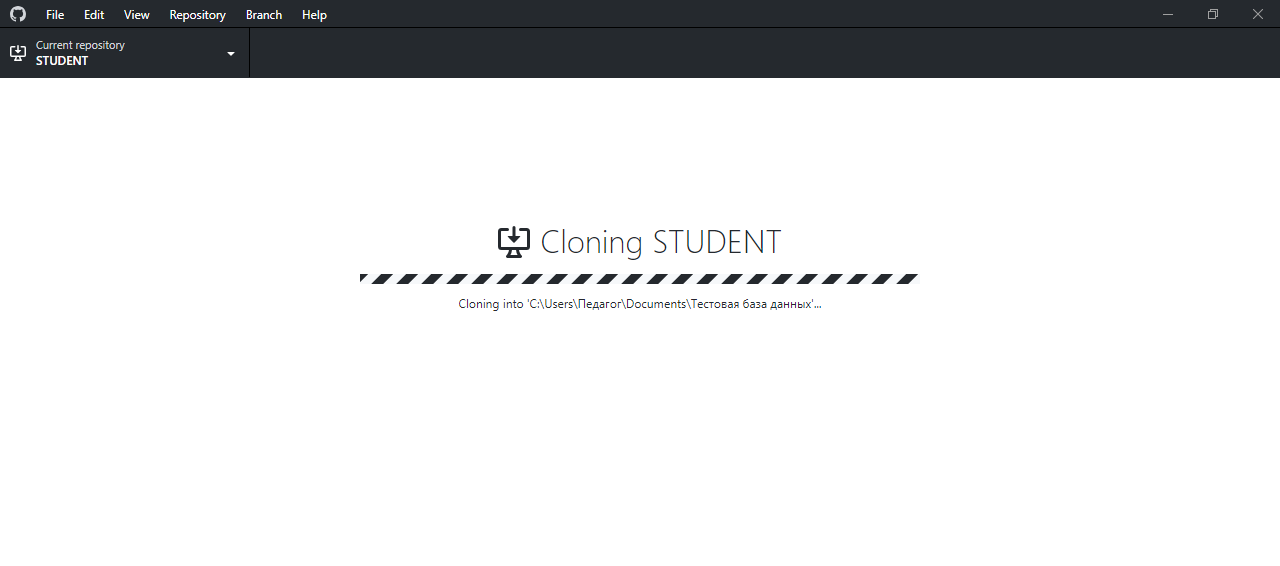 File Edit View Repository Branch Help
Current repository
STUDENT
Cloning STUDENT
Cloning into 'C:\Users\Педагог\Documents\Тестовая база данных'...